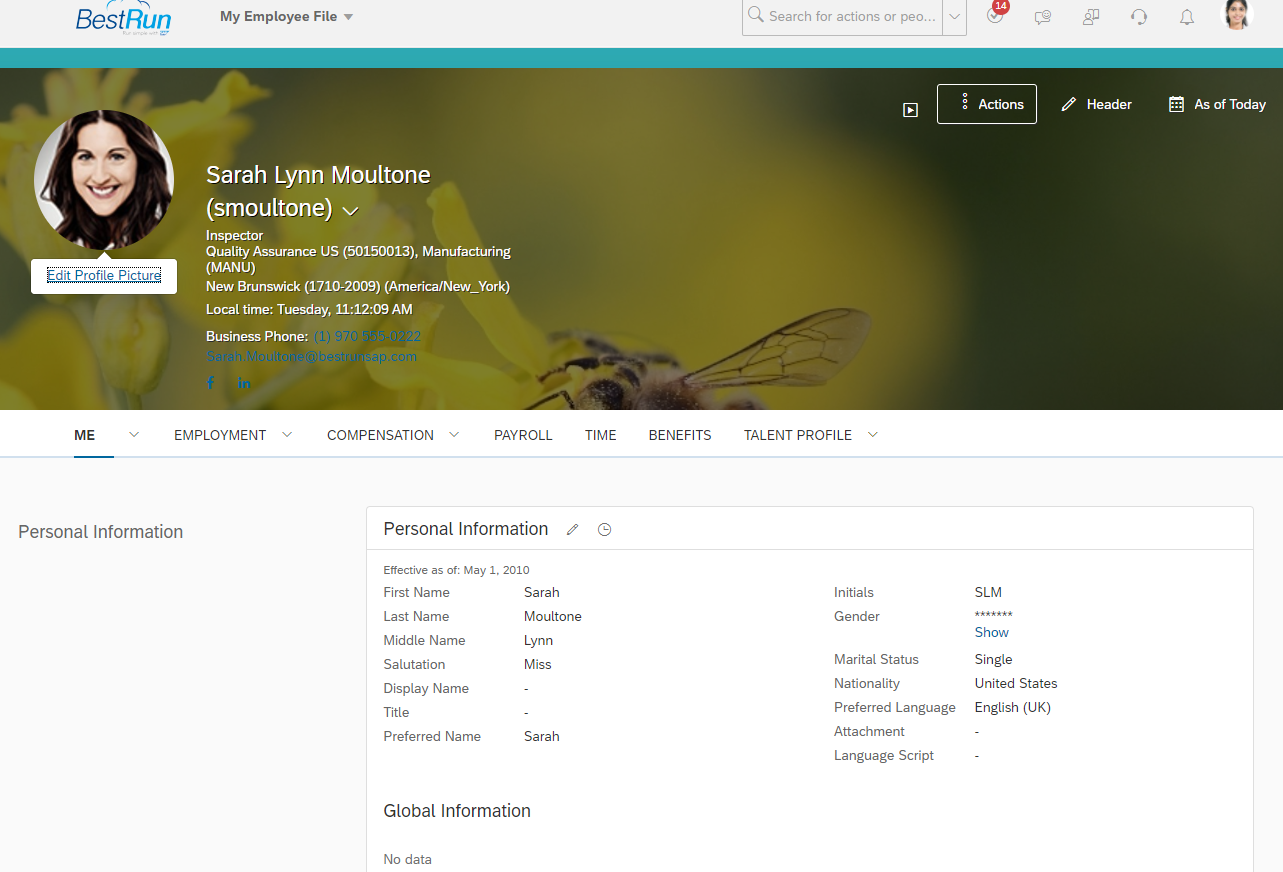 BestRun
My Employee File
Search for actions or peo...
14
Actions
Header
As of Today
Sarah Lynn Moultone
(smoultone)
Inspector
Quality Assurance US (50150013), Manufacturing
(MANU)
New Brunswick (1710-2009) (America/New_York)
Local time: Tuesday, 11:12:09 AM
Business Phone: (1) 970 555-0222
Sarah.Moultone@bestrunsap.com
f in
Edit Profile Picture
ME EMPLOYMENT COMPENSATION PAYROLL TIME BENEFITS TALENT PROFILE
Personal Information
Personal Information
Effective as of: May 1, 2010
First Name Sarah
Last Name Moultone
Middle Name Lynn
Salutation Miss
Display Name -
Title -
Preferred Name Sarah
Initials SLM
Gender *******
Show
Marital Status Single
Nationality United States
Preferred Language English (UK)
Attachment -
Language Script -
Global Information
No data